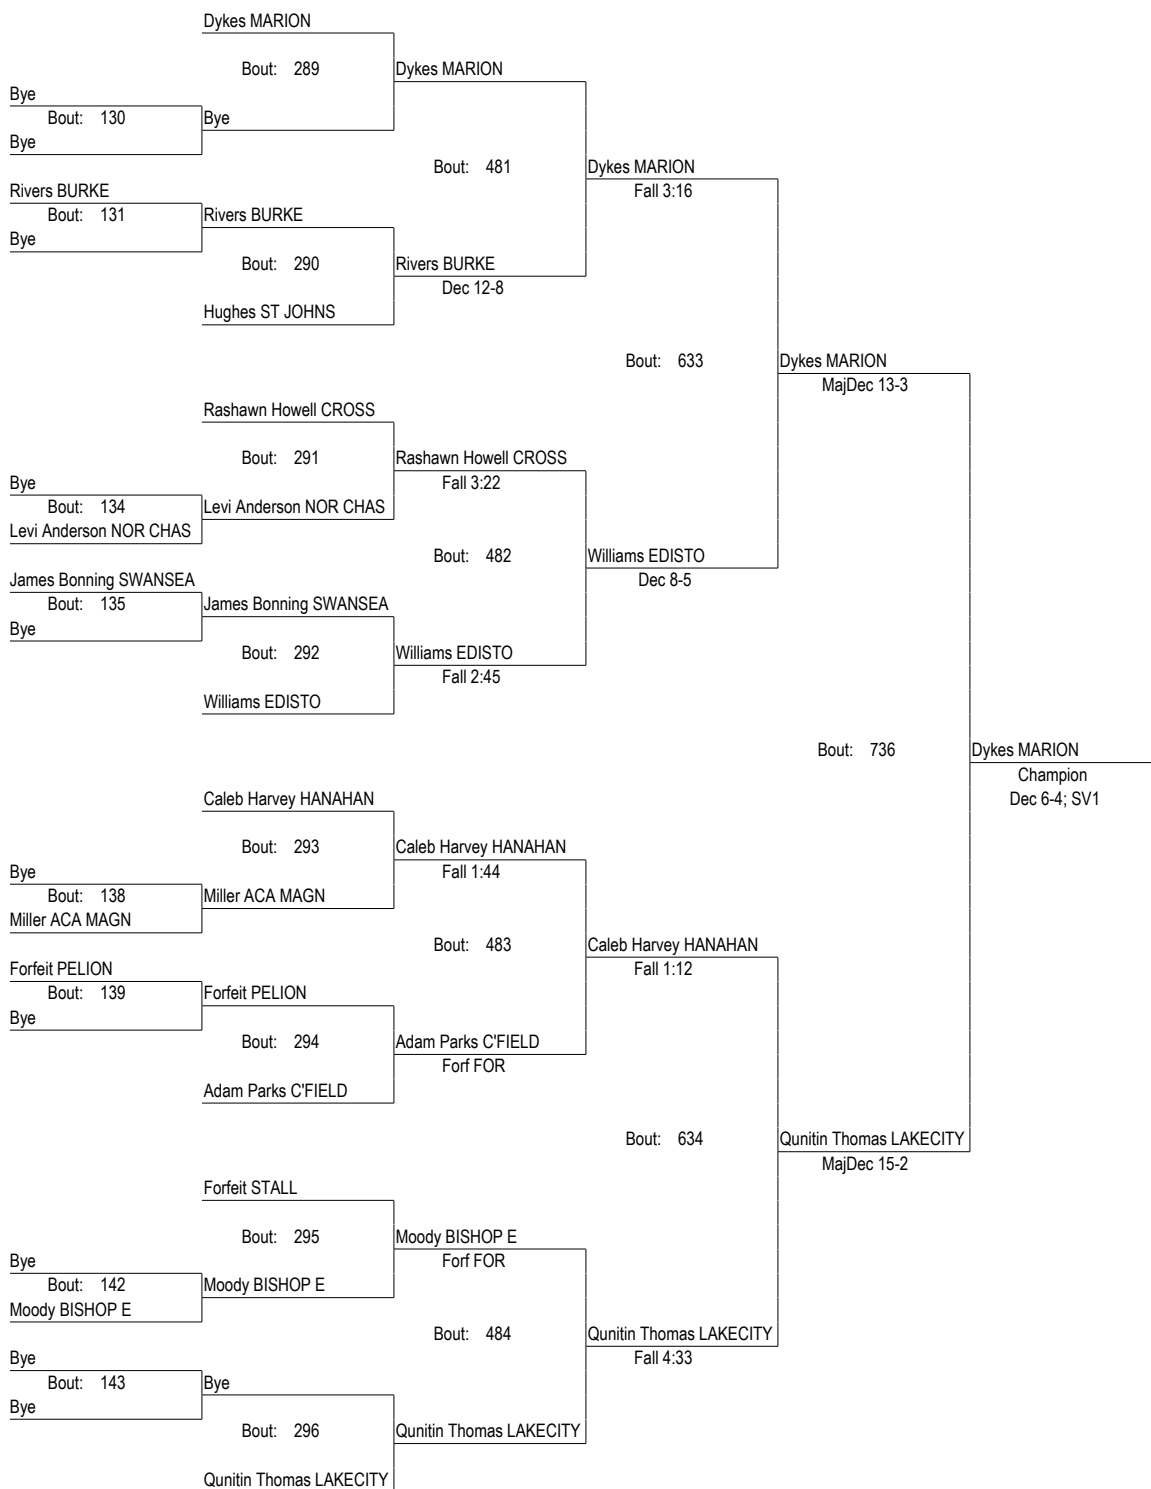 Dykes MARION
Bout: 289
Dykes MARION
Bye
Bout: 130
Bye
Bye
Bout: 481
Dykes MARION
Fall 3:16
Rivers BURKE
Bout: 131
Rivers BURKE
Bye
Bout: 290
Rivers BURKE
Dec 12-8
Hughes ST JOHNS
Bout: 633
Dykes MARION
MajDec 13-3
Rashawn Howell CROSS
Bout: 291
Rashawn Howell CROSS
Fall 3:22
Bye
Bout: 134
Levi Anderson NOR CHAS
Levi Anderson NOR CHAS
Bout: 482
Williams EDISTO
Dec 8-5
James Bonning SWANSEA
Bout: 135
James Bonning SWANSEA
Bye
Bout: 292
Williams EDISTO
Fall 2:45
Williams EDISTO
Bout: 736
Dykes MARION
Champion
Dec 6-4; SV1
Caleb Harvey HANAHAN
Bout: 293
Caleb Harvey HANAHAN
Fall 1:44
Bye
Bout: 138
Miller ACA MAGN
Miller ACA MAGN
Bout: 483
Caleb Harvey HANAHAN
Fall 1:12
Forfeit PELION
Bout: 139
Forfeit PELION
Bye
Bout: 294
Adam Parks C'FIELD
Forf FOR
Adam Parks C'FIELD
Bout: 634
Qunitin Thomas LAKECITY
MajDec 15-2
Forfeit STALL
Bout: 295
Moody BISHOP E
Forf FOR
Bye
Bout: 142
Moody BISHOP E
Moody BISHOP E
Bout: 484
Qunitin Thomas LAKECITY
Fall 4:33
Bye
Bout: 143
Bye
Bye
Bout: 296
Qunitin Thomas LAKECITY
Qunitin Thomas LAKECITY